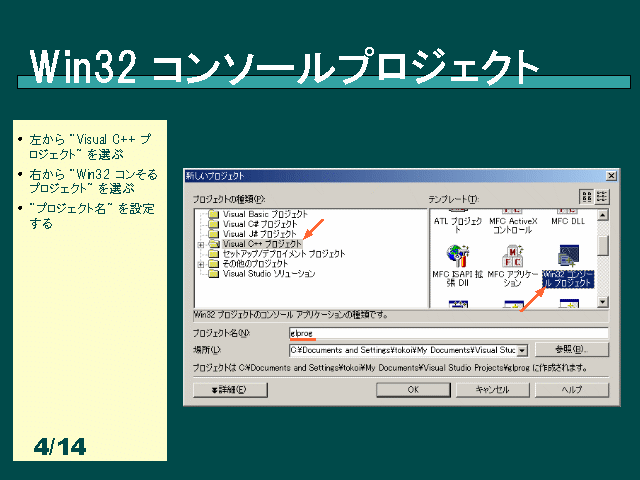 Win32 コンソールプロジェクト
• 左から "Visual C++ プ
ロジェクト" を選ぶ
• 右から "Win32 コンそる
プロジェクト" を選ぶ
• "プロジェクト名" を設定
する
4/14
新しいプロジェクト
プロジェクトの種類(P):
テンプレート(T):
Visual Basic プロジェクト
Visual C# プロジェクト
Visual J# プロジェクト
Visual C++ プロジェクト
セットアップ/デプロイメント プロジェクト
その他のプロジェクト
Visual Studio ソリューション
ATL プロジェク
ト
MFC ActiveX
コントロール
MFC DLL
MFC ISAPI 拡
張 Dll
MFC アプリケー
ション
Win32 コンソー
ル プロジェクト
Win32 プロジェクトのコンソール アプリケーションの種類です。
プロジェクト名(N):
glprog
場所(L):
C:¥Documents and Settings¥tokoi¥My Documents¥Visual Stuc
参照(B)...
プロジェクトは C:¥Documents and Settings¥tokoi¥My Documents¥Visual Studio Projects¥glprog に作成されます。
詳細(E)
OK
キャンセル
ヘルプ